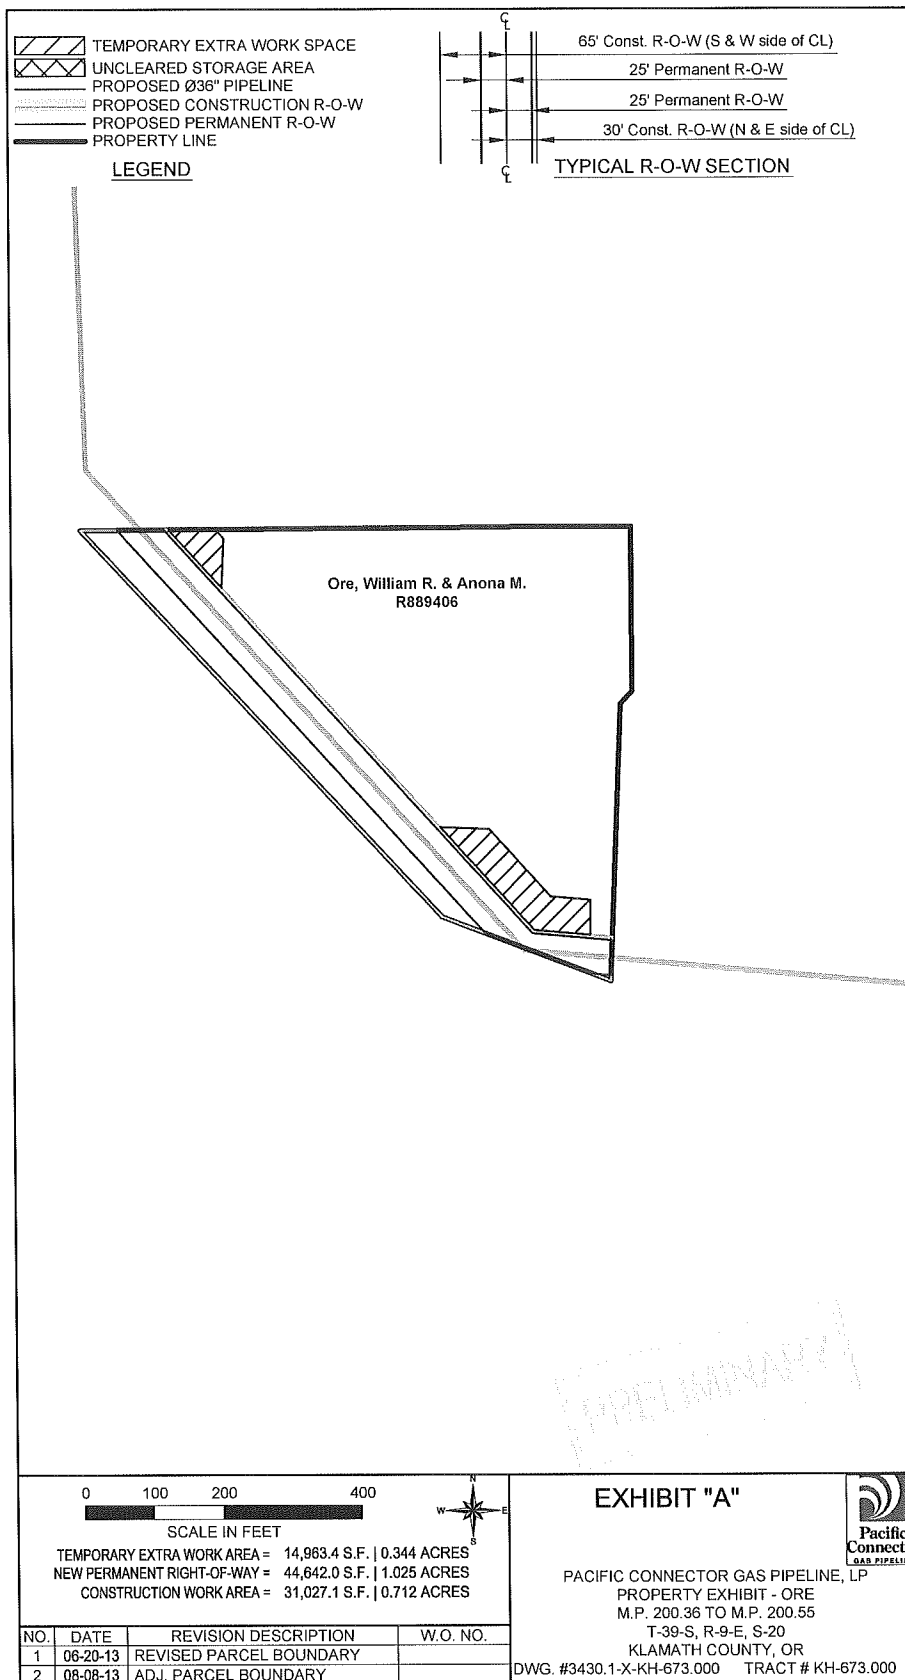 TEMPORARY EXTRA WORK SPACE
UNCLEARED STORAGE AREA
PROPOSED Ø36" PIPELINE
PROPOSED CONSTRUCTION R-O-W
PROPOSED PERMANENT R-O-W
PROPERTY LINE
LEGEND
℄
65' Const. R-O-W (S & W side of CL)
25' Permanent R-O-W
25' Permanent R-O-W
30' Const. R-O-W (N & E side of CL)
℄
TYPICAL R-O-W SECTION
Ore, William R. & Anona M.
R889406
PRELIMINARY
0 100 200 400
SCALE IN FEET
N
W E
S
TEMPORARY EXTRA WORK AREA = 14,963.4 S.F. | 0.344 ACRES
NEW PERMANENT RIGHT-OF-WAY = 44,642.0 S.F. | 1.025 ACRES
CONSTRUCTION WORK AREA = 31,027.1 S.F. | 0.712 ACRES
NO. DATE REVISION DESCRIPTION W.O. NO.
1 06-20-13 REVISED PARCEL BOUNDARY
2 08-08-13 ADJ. PARCEL BOUNDARY
EXHIBIT "A"
Pacific
Connect
GAS PIPELI
PACIFIC CONNECTOR GAS PIPELINE, LP
PROPERTY EXHIBIT - ORE
M.P. 200.36 TO M.P. 200.55
T-39-S, R-9-E, S-20
KLAMATH COUNTY, OR
DWG. #3430.1-X-KH-673.000 TRACT # KH-673.000